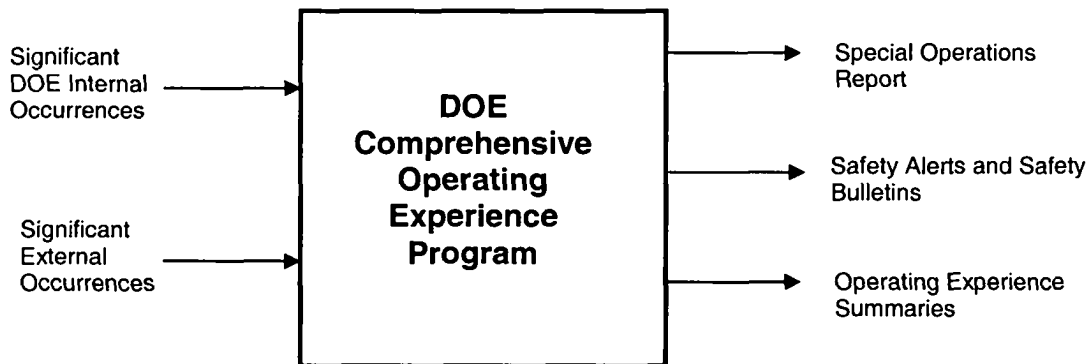 Significant
DOE Internal
Occurrences
Significant
External
Occurrences
DOE
Comprehensive
Operating
Experience
Program
Special Operations
Report
Safety Alerts and Safety
Bulletins
Operating Experience
Summaries